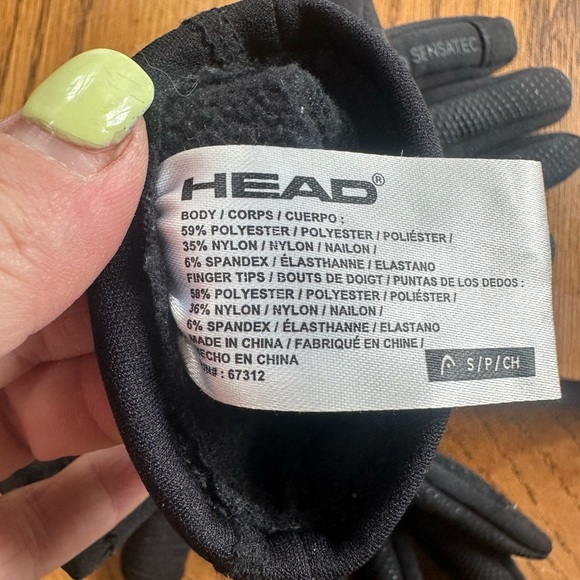 SENSATEC
HEAD®
BODY / CORPS / CUERPO :
59% POLYESTER / POLYESTER / POLIÉSTER /
35% NYLON / NYLON / NAILON /
6% SPANDEX / ÉLASTHANNE / ELASTANO
FINGER TIPS / BOUTS DE DOIGT / PUNTAS DE LOS DEDOS :
58% POLYESTER / POLYESTER / POLIÉSTER /
36% NYLON / NYLON / NAILON /
6% SPANDEX / ÉLASTHANNE / ELASTANO
MADE IN CHINA / FABRIQUÉ EN CHINE /
HECHO EN CHINA
: 67312
S/P/CH